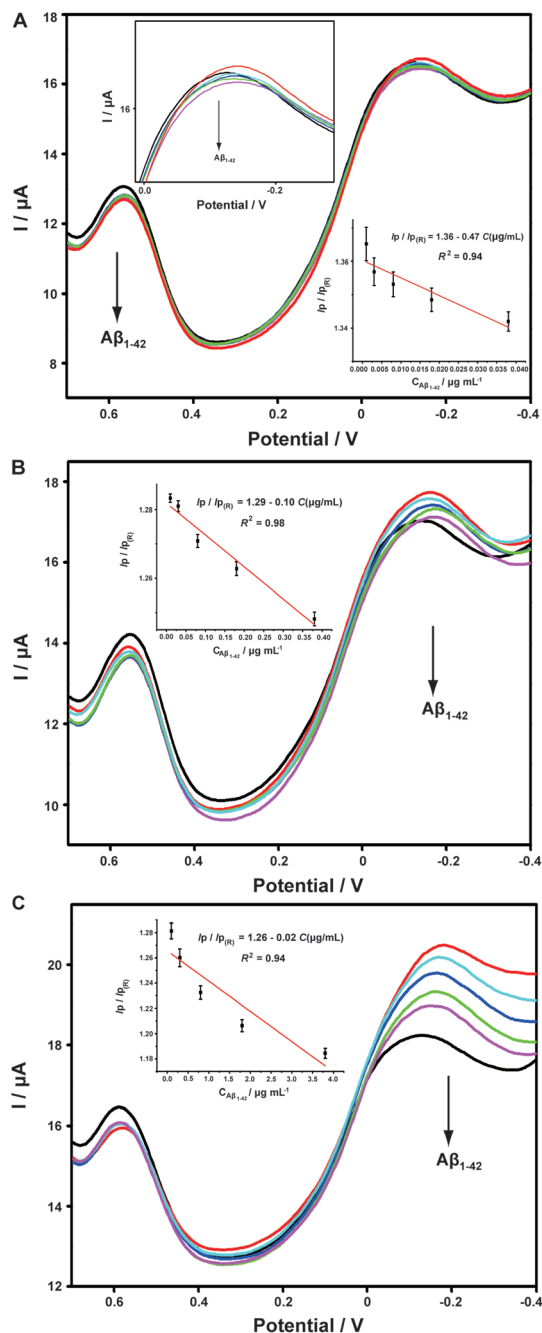 A
18
16
14
12
10
8
I / µA
0.6
0.4
0.2
0
-0.2
-0.4
Potential / V
Aβ1-42
I / µA
16
Aβ1-42
0.0
-0.2
Potential / V
Ip / Ip(R) = 1.36 - 0.47 C(µg/mL)
R² = 0.94
Ip / Ip(R)
1.36
1.34
0.000 0.005 0.010 0.015 0.020 0.025 0.030 0.035 0.040
CAβ1-42 / µg mL-1
B
18
16
14
12
10
I / µA
0.6
0.4
0.2
0
-0.2
-0.4
Potential / V
Aβ1-42
Ip / Ip(R) = 1.29 - 0.10 C(µg/mL)
R² = 0.98
Ip / Ip(R)
1.28
1.26
0.00 0.05 0.10 0.15 0.20 0.25 0.30 0.35 0.40
CAβ1-42 / µg mL-1
C
20
18
16
14
12
I / µA
0.6
0.4
0.2
0
-0.2
-0.4
Potential / V
Aβ1-42
Ip / Ip(R) = 1.26 - 0.02 C(µg/mL)
R² = 0.94
Ip / Ip(R)
1.28
1.26
1.24
1.22
1.20
1.18
0.0 0.5 1.0 1.5 2.0 2.5 3.0 3.5 4.0
CAβ1-42 / µg mL-1